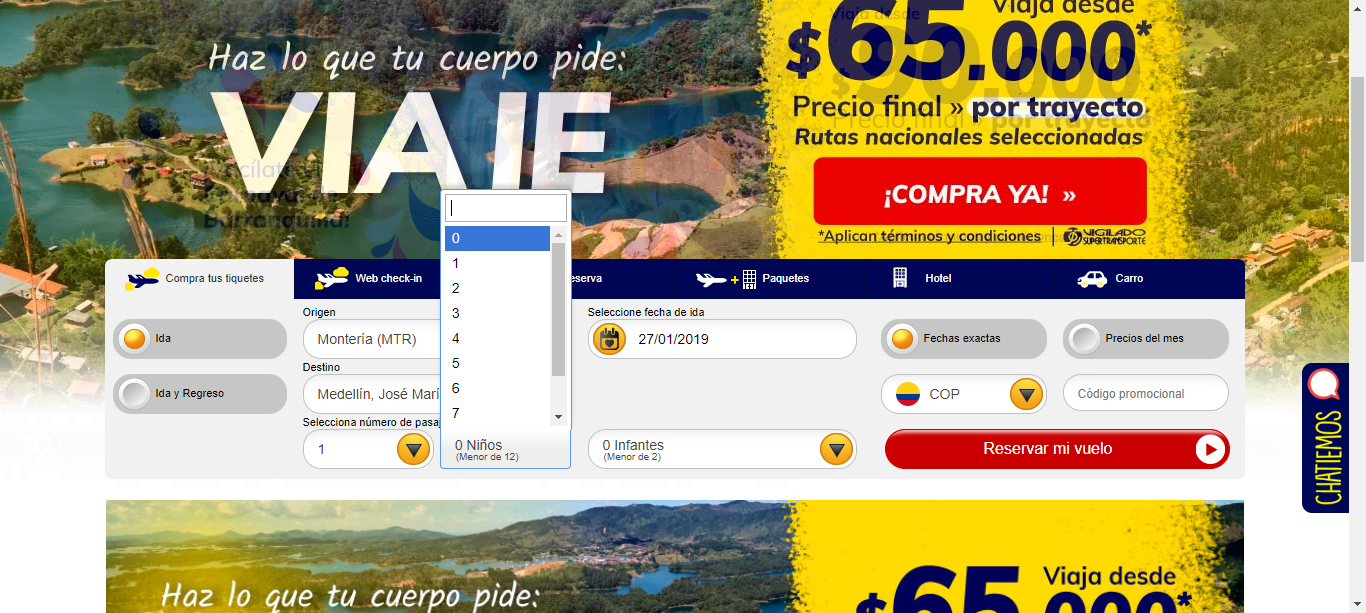 Viaja desde
Haz lo que tu cuerpo pide:
VIAJE
$65.000*
Precio final » por trayecto
Rutas nacionales seleccionadas
¡COMPRA YA! »
*Aplican términos y condiciones
VIGILADO
SUPERTRANSPORTE
Compra tus tiquetes
Web check-in
Paquetes
Hotel
Carro
Origen
Seleccione fecha de ida
Ida
Montería (MTR)
27/01/2019
Fechas exactas
Precios del mes
Destino
Ida y Regreso
Medellín, José Marí
COP
Código promocional
Selecciona número de pasaj
1
0
1
2
3
4
5
6
7
0 Niños
(Menor de 12)
0 Infantes
(Menor de 2)
Reservar mi vuelo
CHATIEMOS
Viaja desde
Haz lo que tu cuerpo pide:
$65.000*